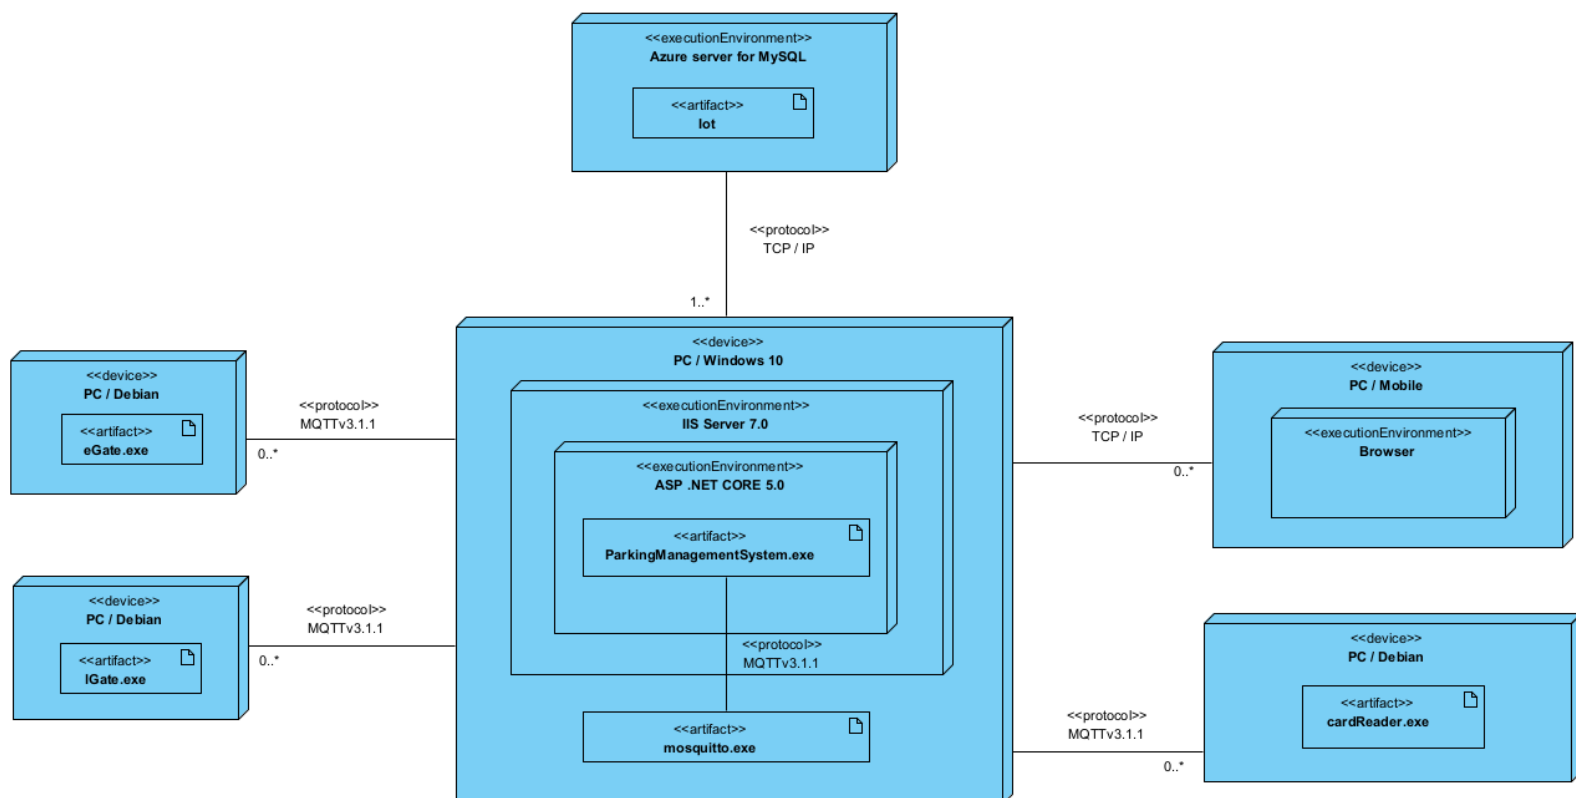 <<executionEnvironment>>
Azure server for MySQL
<<artifact>>
Iot
<<protocol>>
TCP / IP
1..*
<<device>>
PC / Windows 10
<<executionEnvironment>>
IIS Server 7.0
<<executionEnvironment>>
ASP .NET CORE 5.0
<<artifact>>
ParkingManagementSystem.exe
<<protocol>>
MQTTv3.1.1
<<artifact>>
mosquitto.exe
<<device>>
PC / Debian
<<artifact>>
eGate.exe
<<protocol>>
MQTTv3.1.1
0..*
<<device>>
PC / Debian
<<artifact>>
IGate.exe
<<protocol>>
MQTTv3.1.1
0..*
<<protocol>>
TCP / IP
0..*
<<device>>
PC / Mobile
<<executionEnvironment>>
Browser
<<protocol>>
MQTTv3.1.1
0..*
<<device>>
PC / Debian
<<artifact>>
cardReader.exe